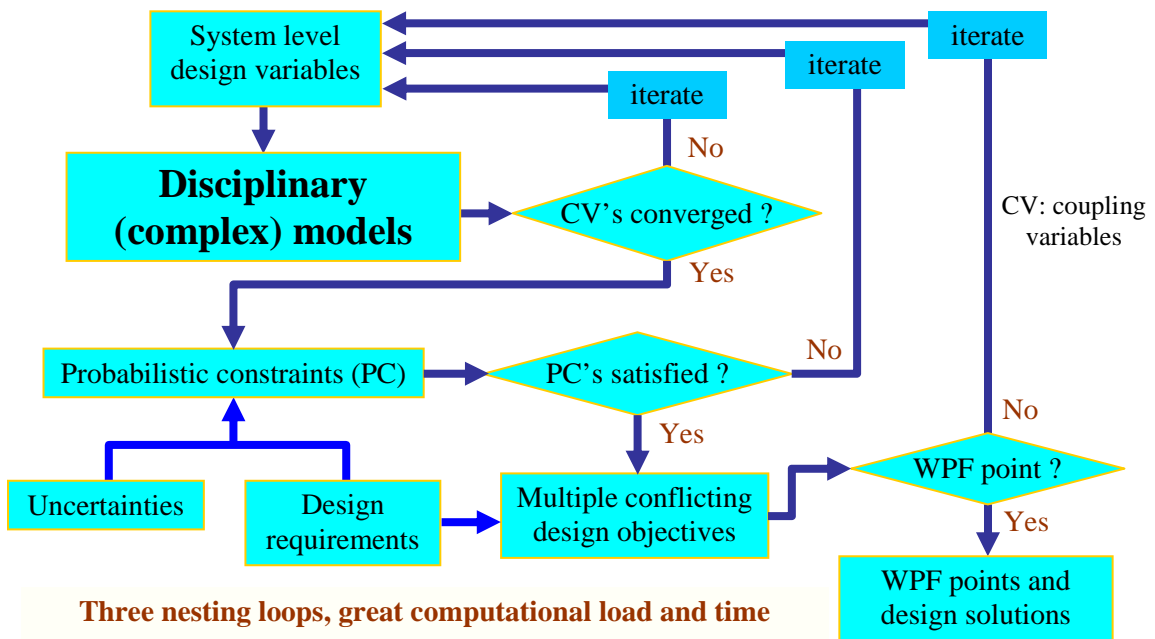 System level
design variables
iterate
iterate
iterate
No
Disciplinary
(complex) models
CV’s converged ?
CV: coupling
variables
Yes
Probabilistic constraints (PC)
PC’s satisfied ?
No
No
Yes
WPF point ?
Uncertainties
Design
requirements
Multiple conflicting
design objectives
Yes
WPF points and
design solutions
Three nesting loops, great computational load and time